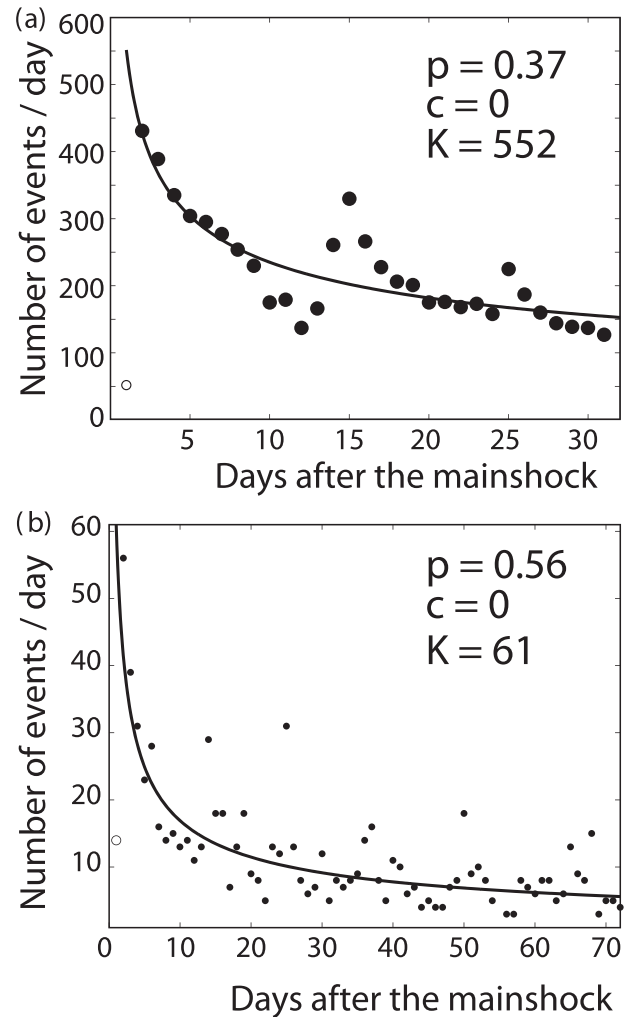 (a)
600
500
400
300
200
100
0
Number of events / day
p = 0.37
c = 0
K = 552
5 10 15 20 25 30
Days after the mainshock
(b)
60
50
40
30
20
10
Number of events / day
p = 0.56
c = 0
K = 61
0 10 20 30 40 50 60 70
Days after the mainshock